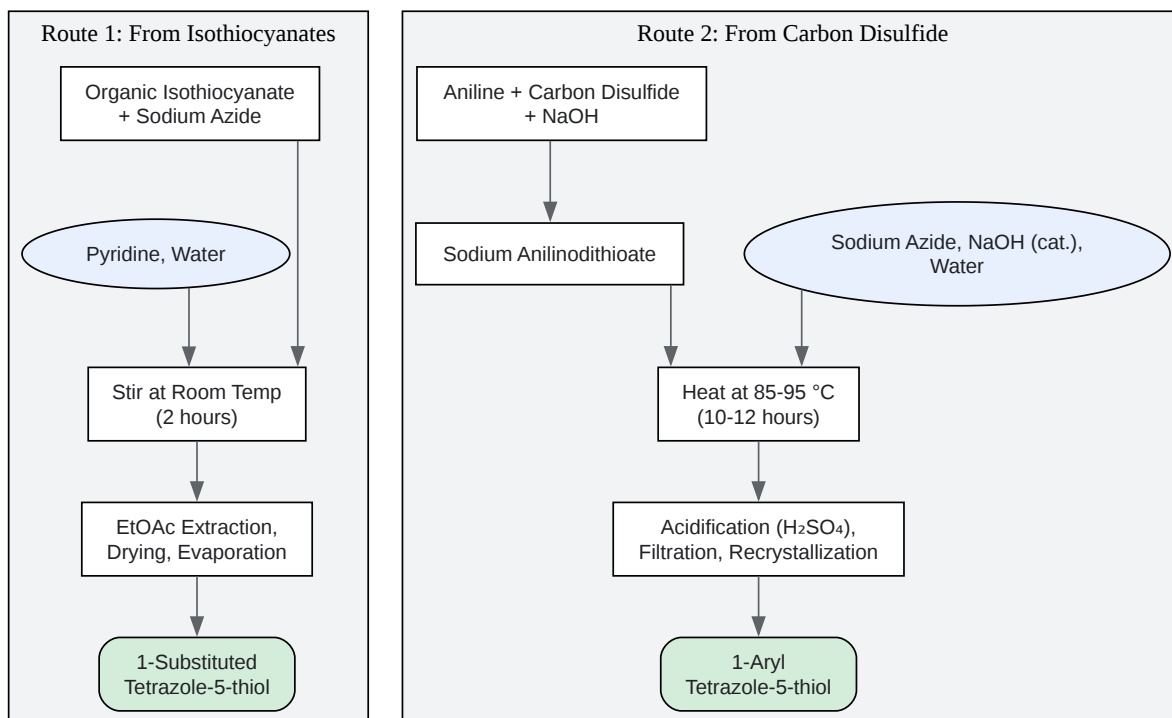 Route 1: From Isothiocyanates
Organic Isothiocyanate
+ Sodium Azide
Pyridine, Water
Stir at Room Temp
(2 hours)
EtOAc Extraction,
Drying, Evaporation
1-Substituted
Tetrazole-5-thiol
Route 2: From Carbon Disulfide
Aniline + Carbon Disulfide
+ NaOH
Sodium Anilinodithioate
Sodium Azide, NaOH (cat.),
Water
Heat at 85-95 °C
(10-12 hours)
Acidification (H₂SO₄),
Filtration, Recrystallization
1-Aryl
Tetrazole-5-thiol